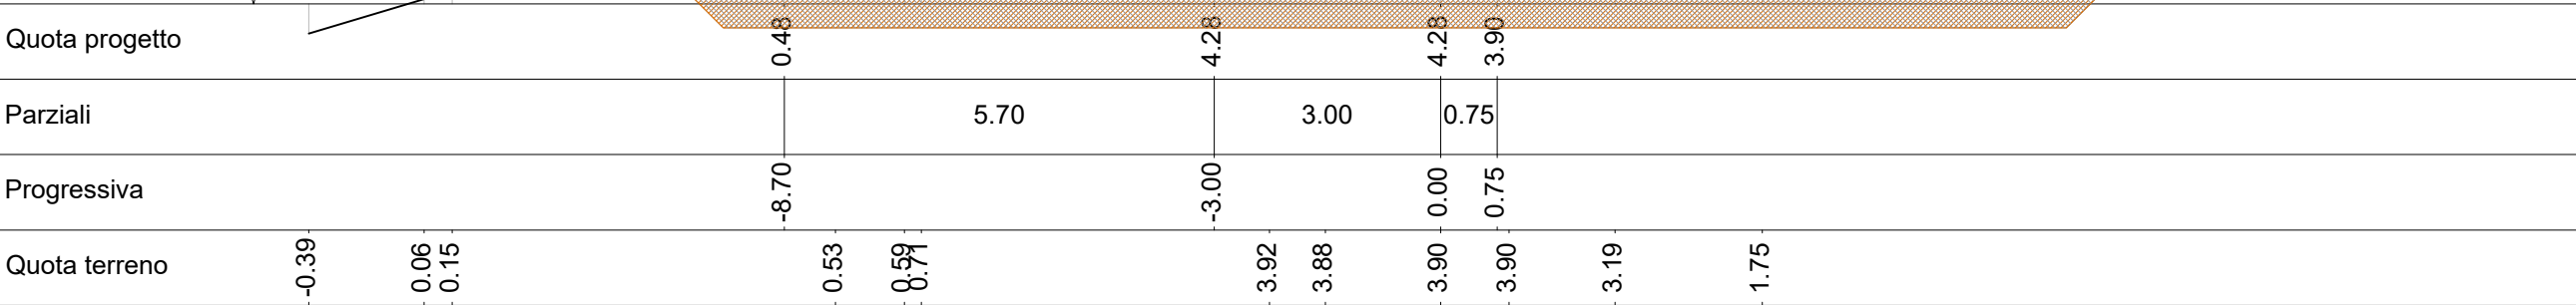 Quota progetto 0.48 4.28 4.28 3.90
Parziali 5.70 3.00 0.75
Progressiva -8.70 -3.00 0.00 0.75
Quota terreno -0.39 0.06 0.15 0.53 0.59 0.71 3.92 3.88 3.90 3.90 3.19 1.75